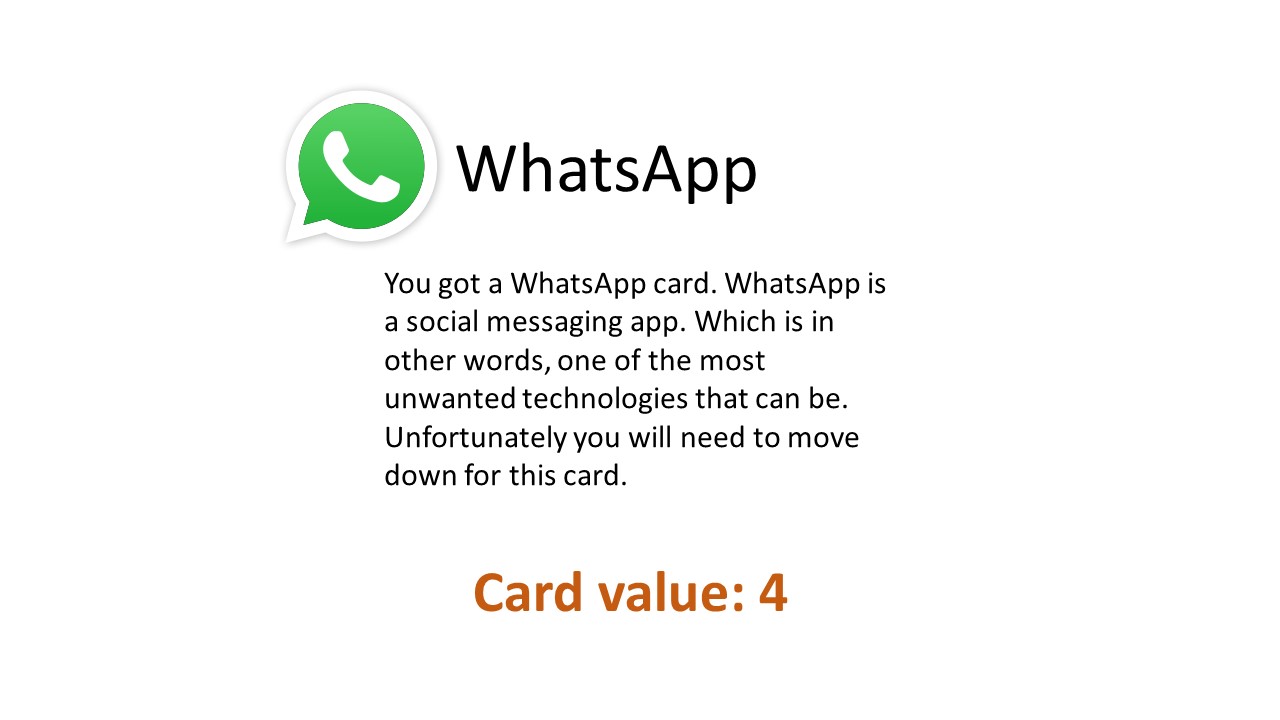 WhatsApp
You got a WhatsApp card. WhatsApp is
a social messaging app. Which is in
other words, one of the most
unwanted technologies that can be.
Unfortunately you will need to move
down for this card.
Card value: 4